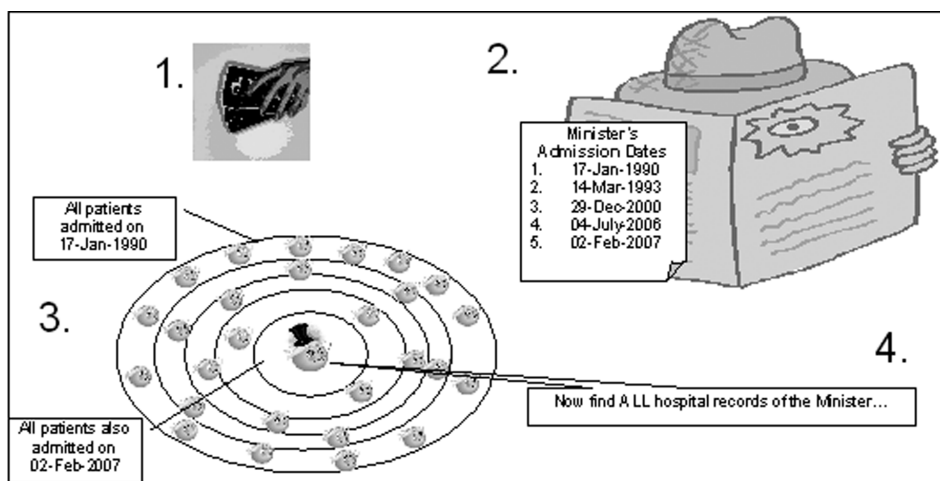 1.
2.
Minister's
Admission Dates
1. 17-Jan-1990
2. 14-Mar-1993
3. 29-Dec-2000
4. 04-July-2006
5. 02-Feb-2007
All patients
admitted on
17-Jan-1990
3.
4.
Now find ALL hospital records of the Minister...
All patients also
admitted on
02-Feb-2007